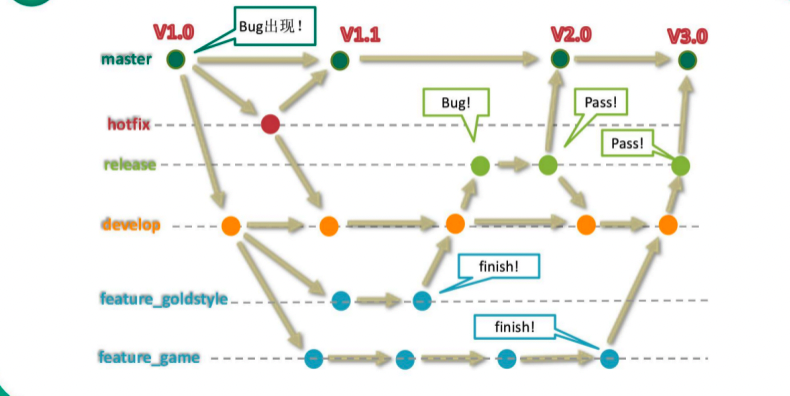 V1.0
Bug出现！
V1.1
V2.0
V3.0
master
Bug!
Pass!
hotfix
Pass!
release
develop
finish!
feature_goldstyle
finish!
feature_game